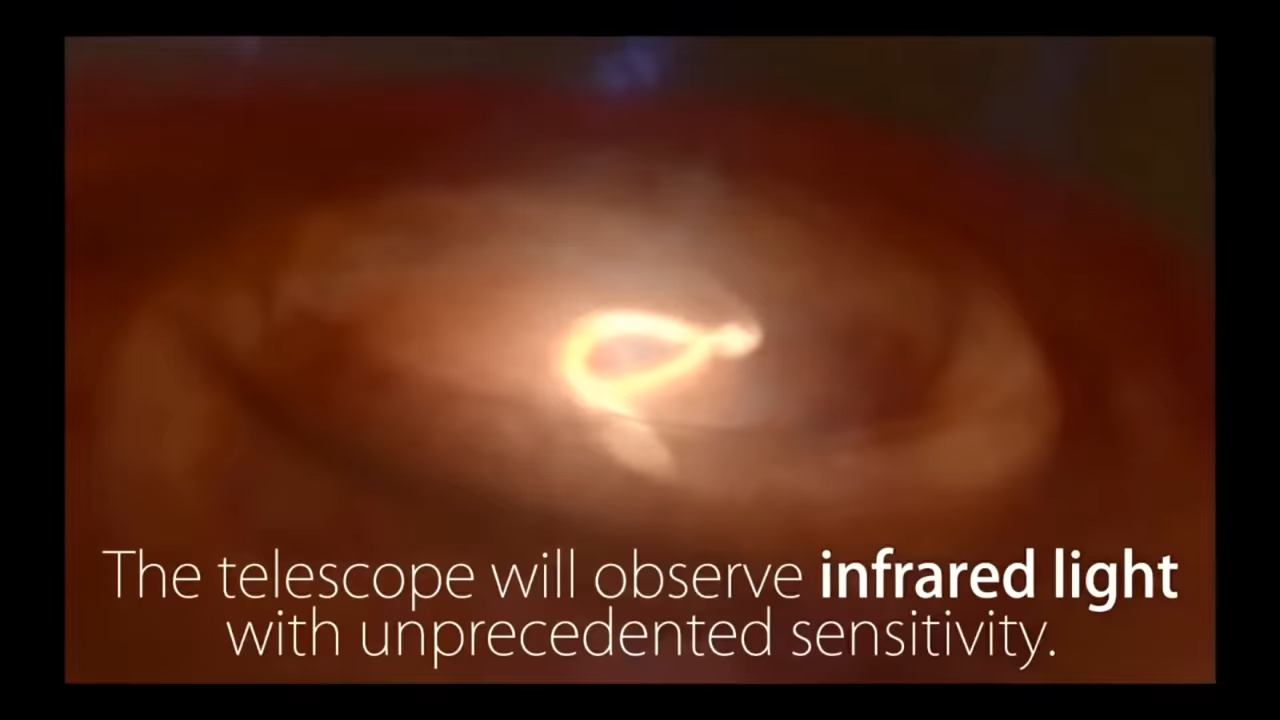 The telescope will observe infrared light
with unprecedented sensitivity.